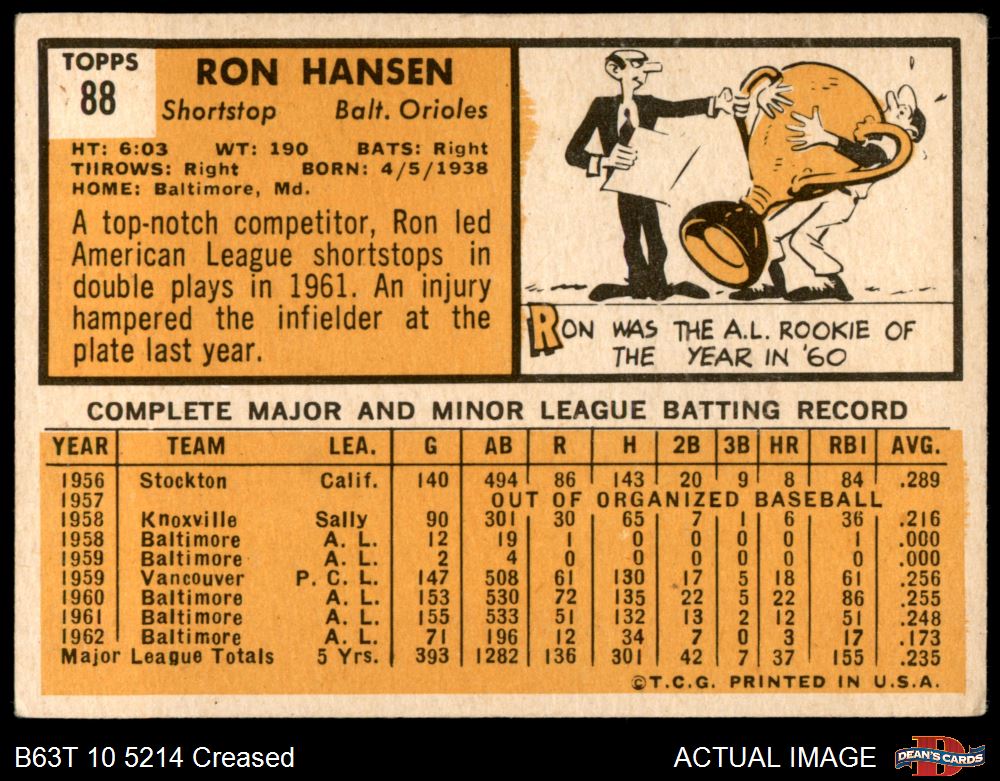 TOPPS
88
RON HANSEN
Shortstop Balt. Orioles
HT: 6:03 WT: 190 BATS: Right
THROWS: Right BORN: 4/5/1938
HOME: Baltimore, Md.
A top-notch competitor, Ron led
American League shortstops in
double plays in 1961. An injury
hampered the infielder at the
plate last year.
RON WAS THE A.L. ROOKIE OF
THE YEAR IN '60
COMPLETE MAJOR AND MINOR LEAGUE BATTING RECORD
YEAR TEAM LEA. G AB R H 2B 3B HR RBI AVG.
1956 Stockton Calif. 140 494 86 143 20 9 8 84 .289
1957 OUT OF ORGANIZED BASEBALL
1958 Knoxville Sally 90 301 30 65 7 1 6 36 .216
1958 Baltimore A. L. 12 19 1 0 0 0 0 1 .000
1959 Baltimore A. L. 2 4 0 0 0 0 0 0 .000
1959 Vancouver P. C. L. 147 508 61 130 17 5 18 61 .256
1960 Baltimore A. L. 153 530 72 135 22 5 22 86 .255
1961 Baltimore A. L. 155 533 51 132 13 2 12 51 .248
1962 Baltimore A. L. 71 196 12 34 7 0 3 17 .173
Major League Totals 5 Yrs. 393 1282 136 301 42 7 37 155 .235
©T.C.G. PRINTED IN U.S.A.
B63T 10 5214 Creased
ACTUAL IMAGE
DEAN'S CARDS